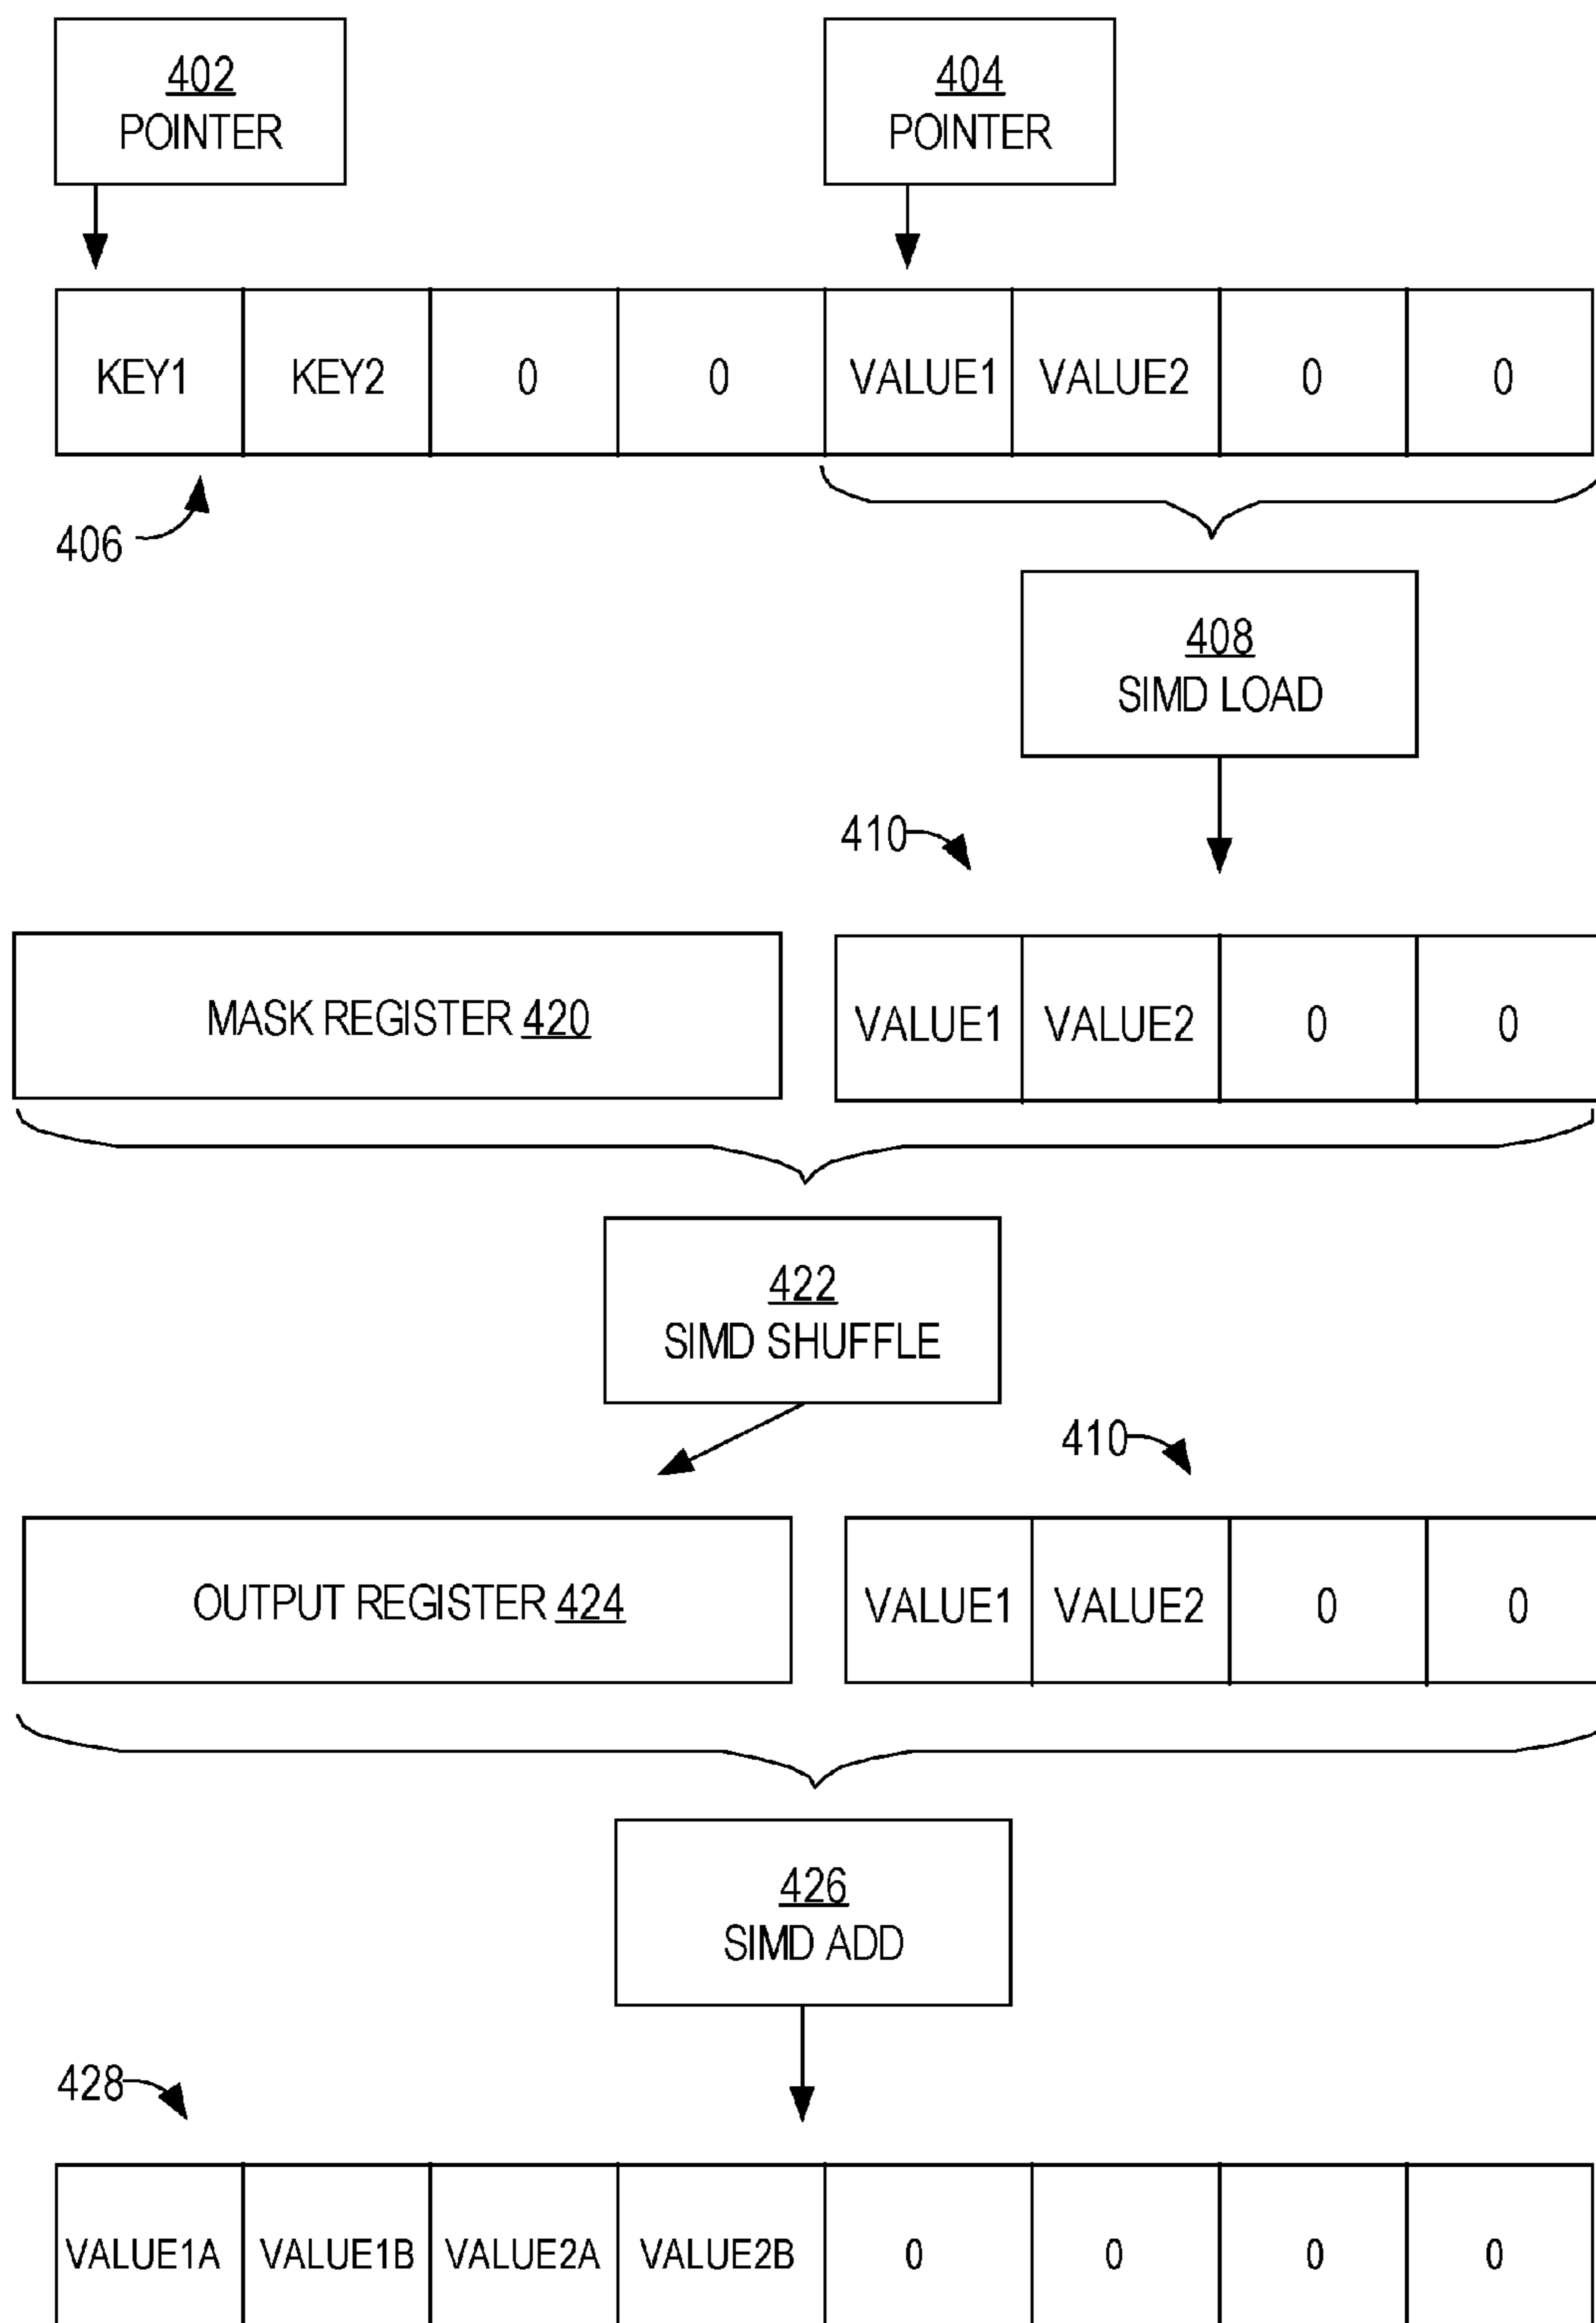 402
POINTER
404
POINTER
KEY1 KEY2 0 0 VALUE1 VALUE2 0 0
406
408
SIMD LOAD
410
MASK REGISTER 420
VALUE1 VALUE2 0 0
422
SIMD SHUFFLE
410
OUTPUT REGISTER 424
VALUE1 VALUE2 0 0
426
SIMD ADD
428
VALUE1A VALUE1B VALUE2A VALUE2B 0 0 0 0